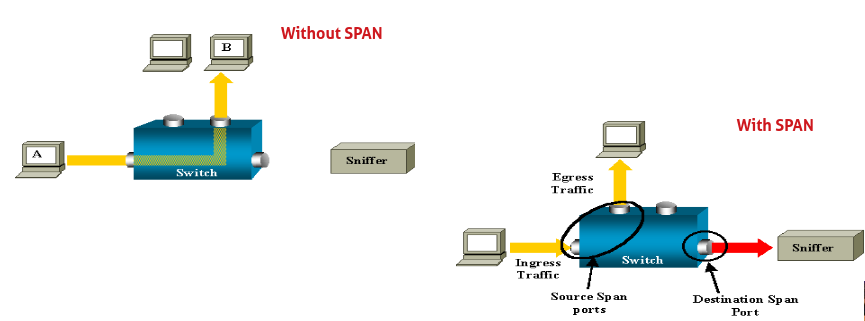 Without SPAN
B
A
Switch
Sniffer
With SPAN
Egress
Traffic
Ingress
Traffic
Switch
Sniffer
Source Span
ports
Destination Span
Port